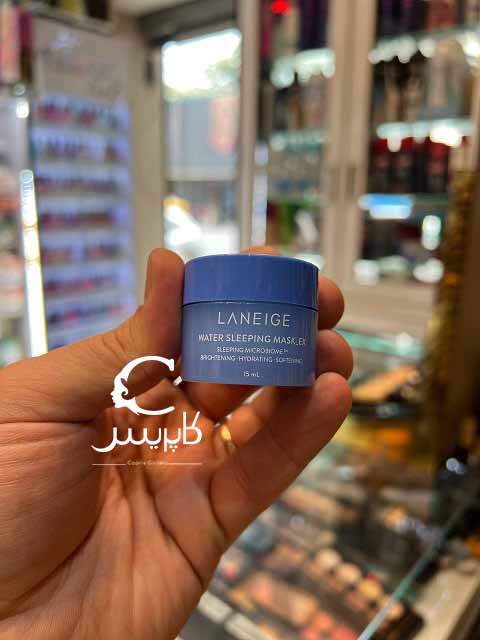 LANEIGE
WATER SLEEPING MASK_EX
SLEEPING MICROBIOME™
BRIGHTENING · HYDRATING · SOFTENING
15 mL
کاپریس